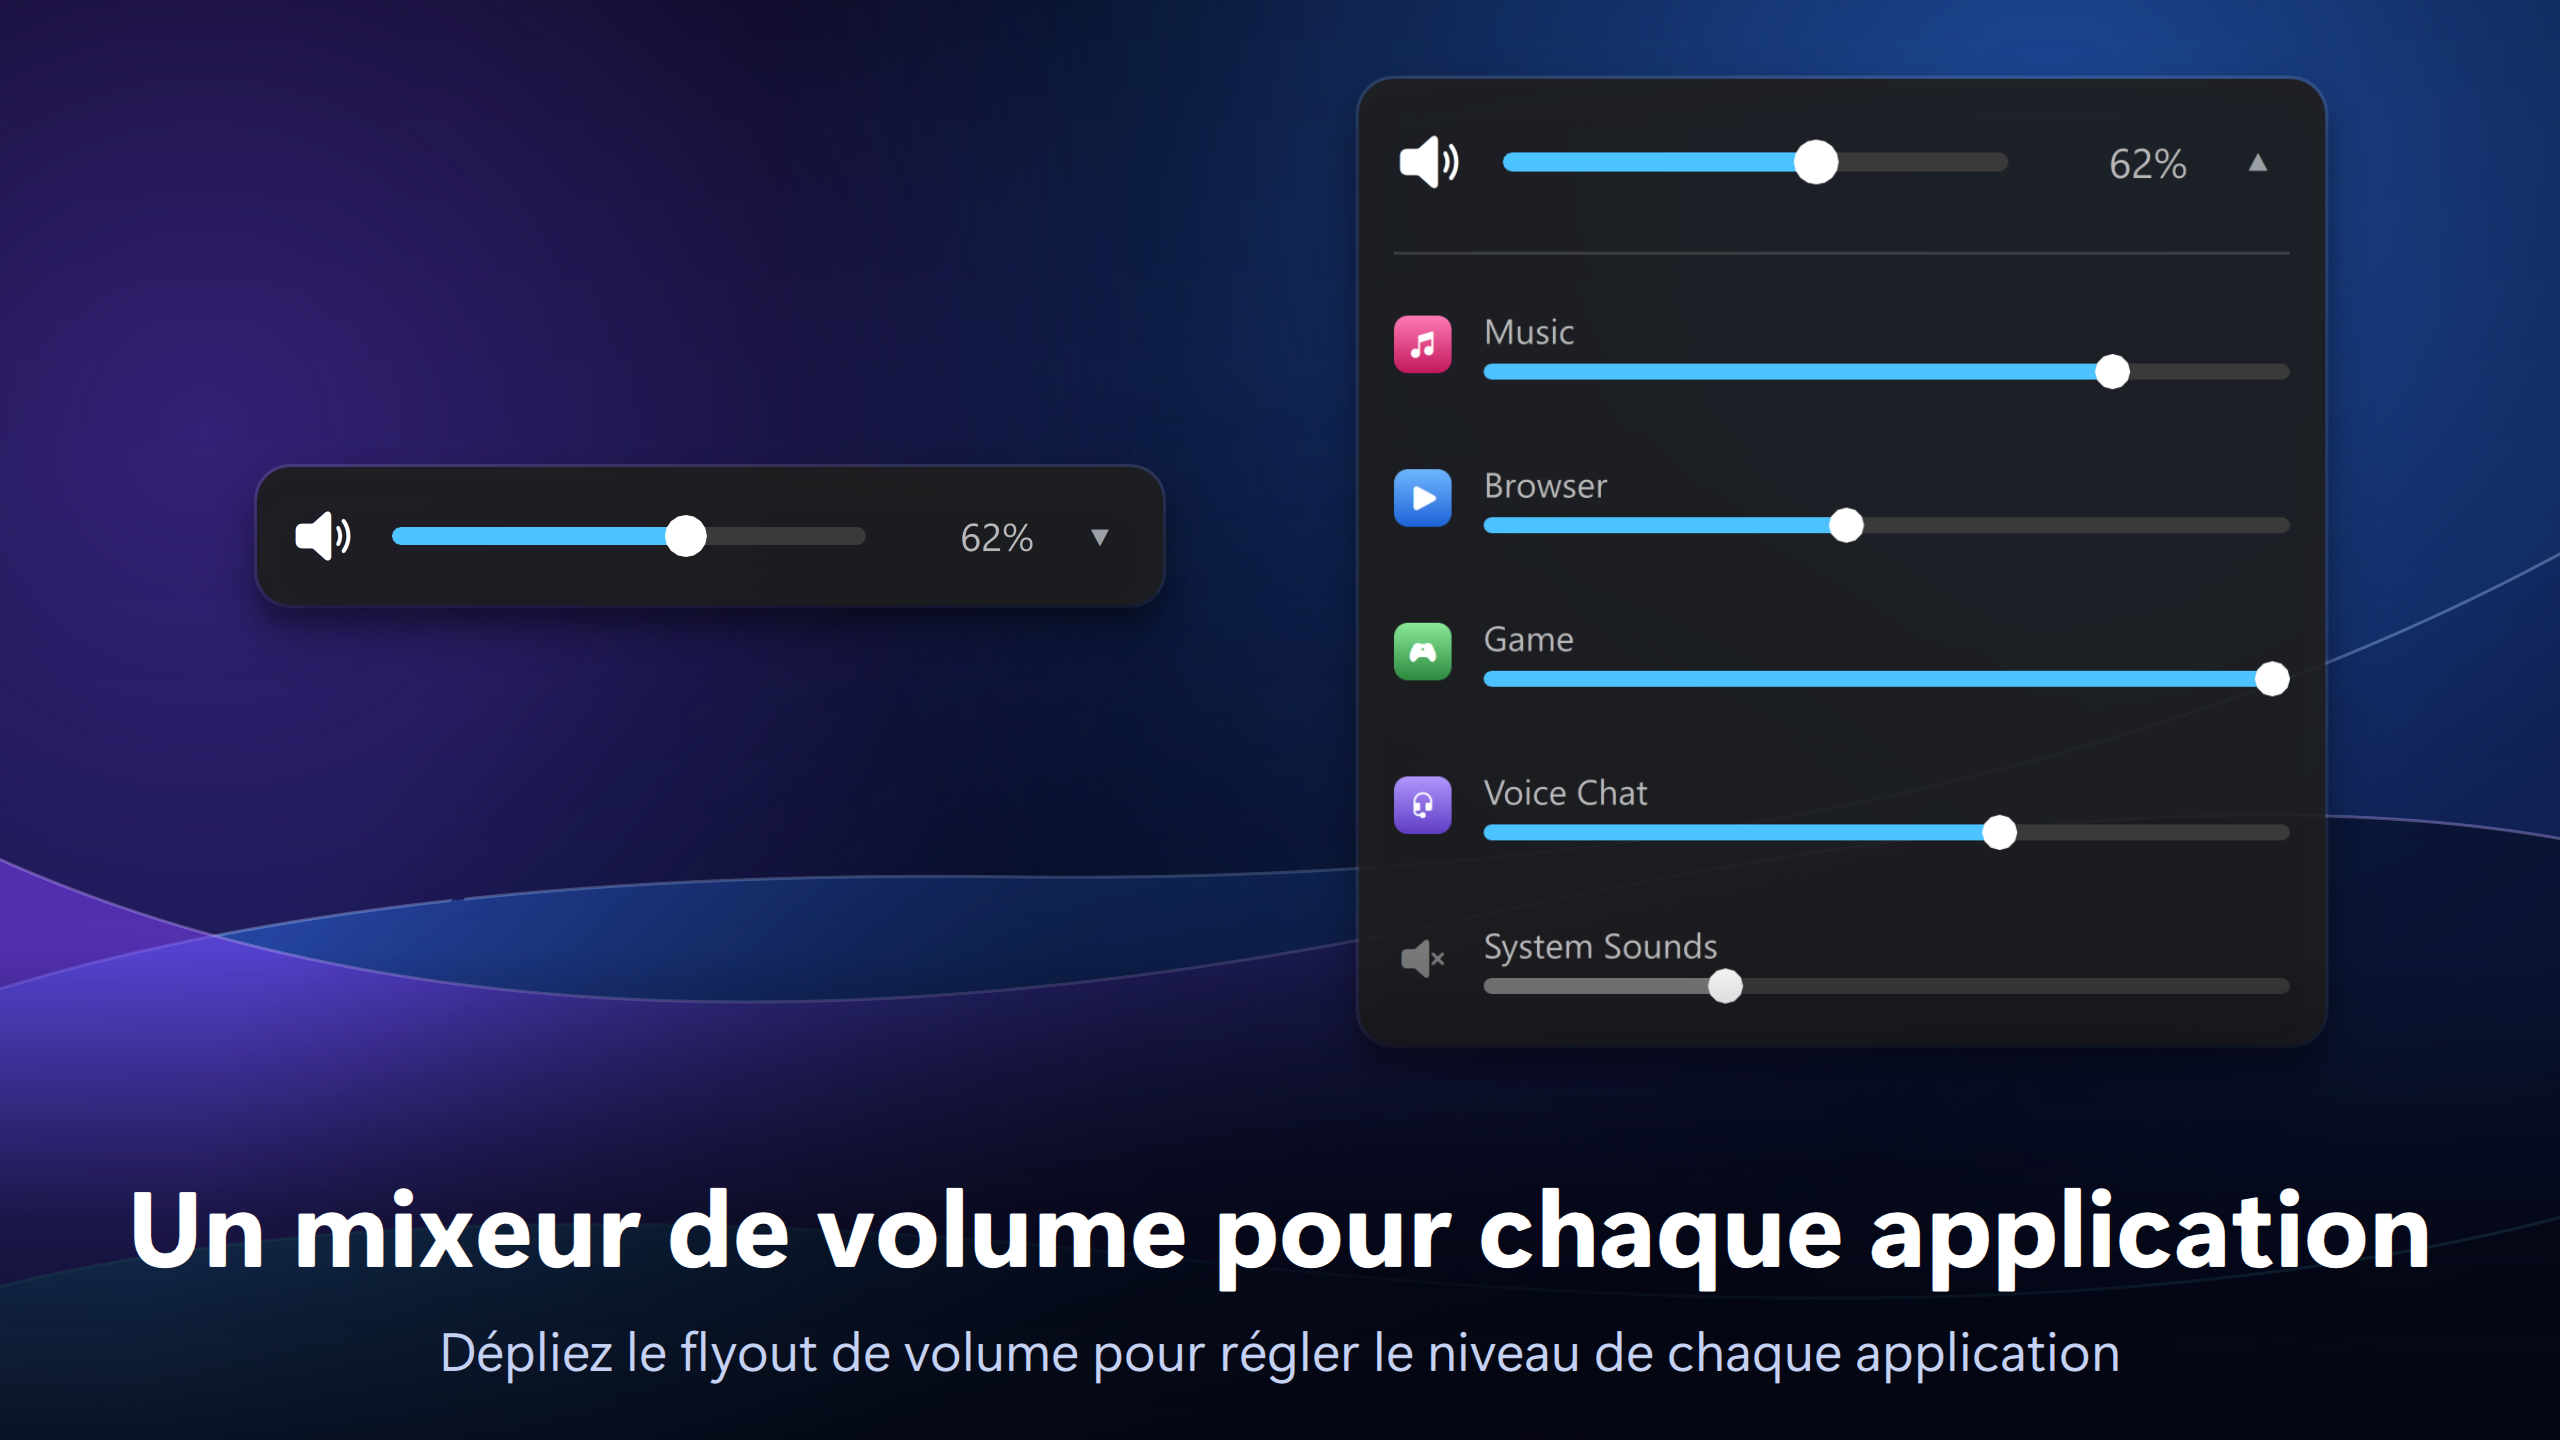 62% ▼
62% ▲
Music
Browser
Game
Voice Chat
System Sounds
Un mixeur de volume pour chaque application
Dépliez le flyout de volume pour régler le niveau de chaque application